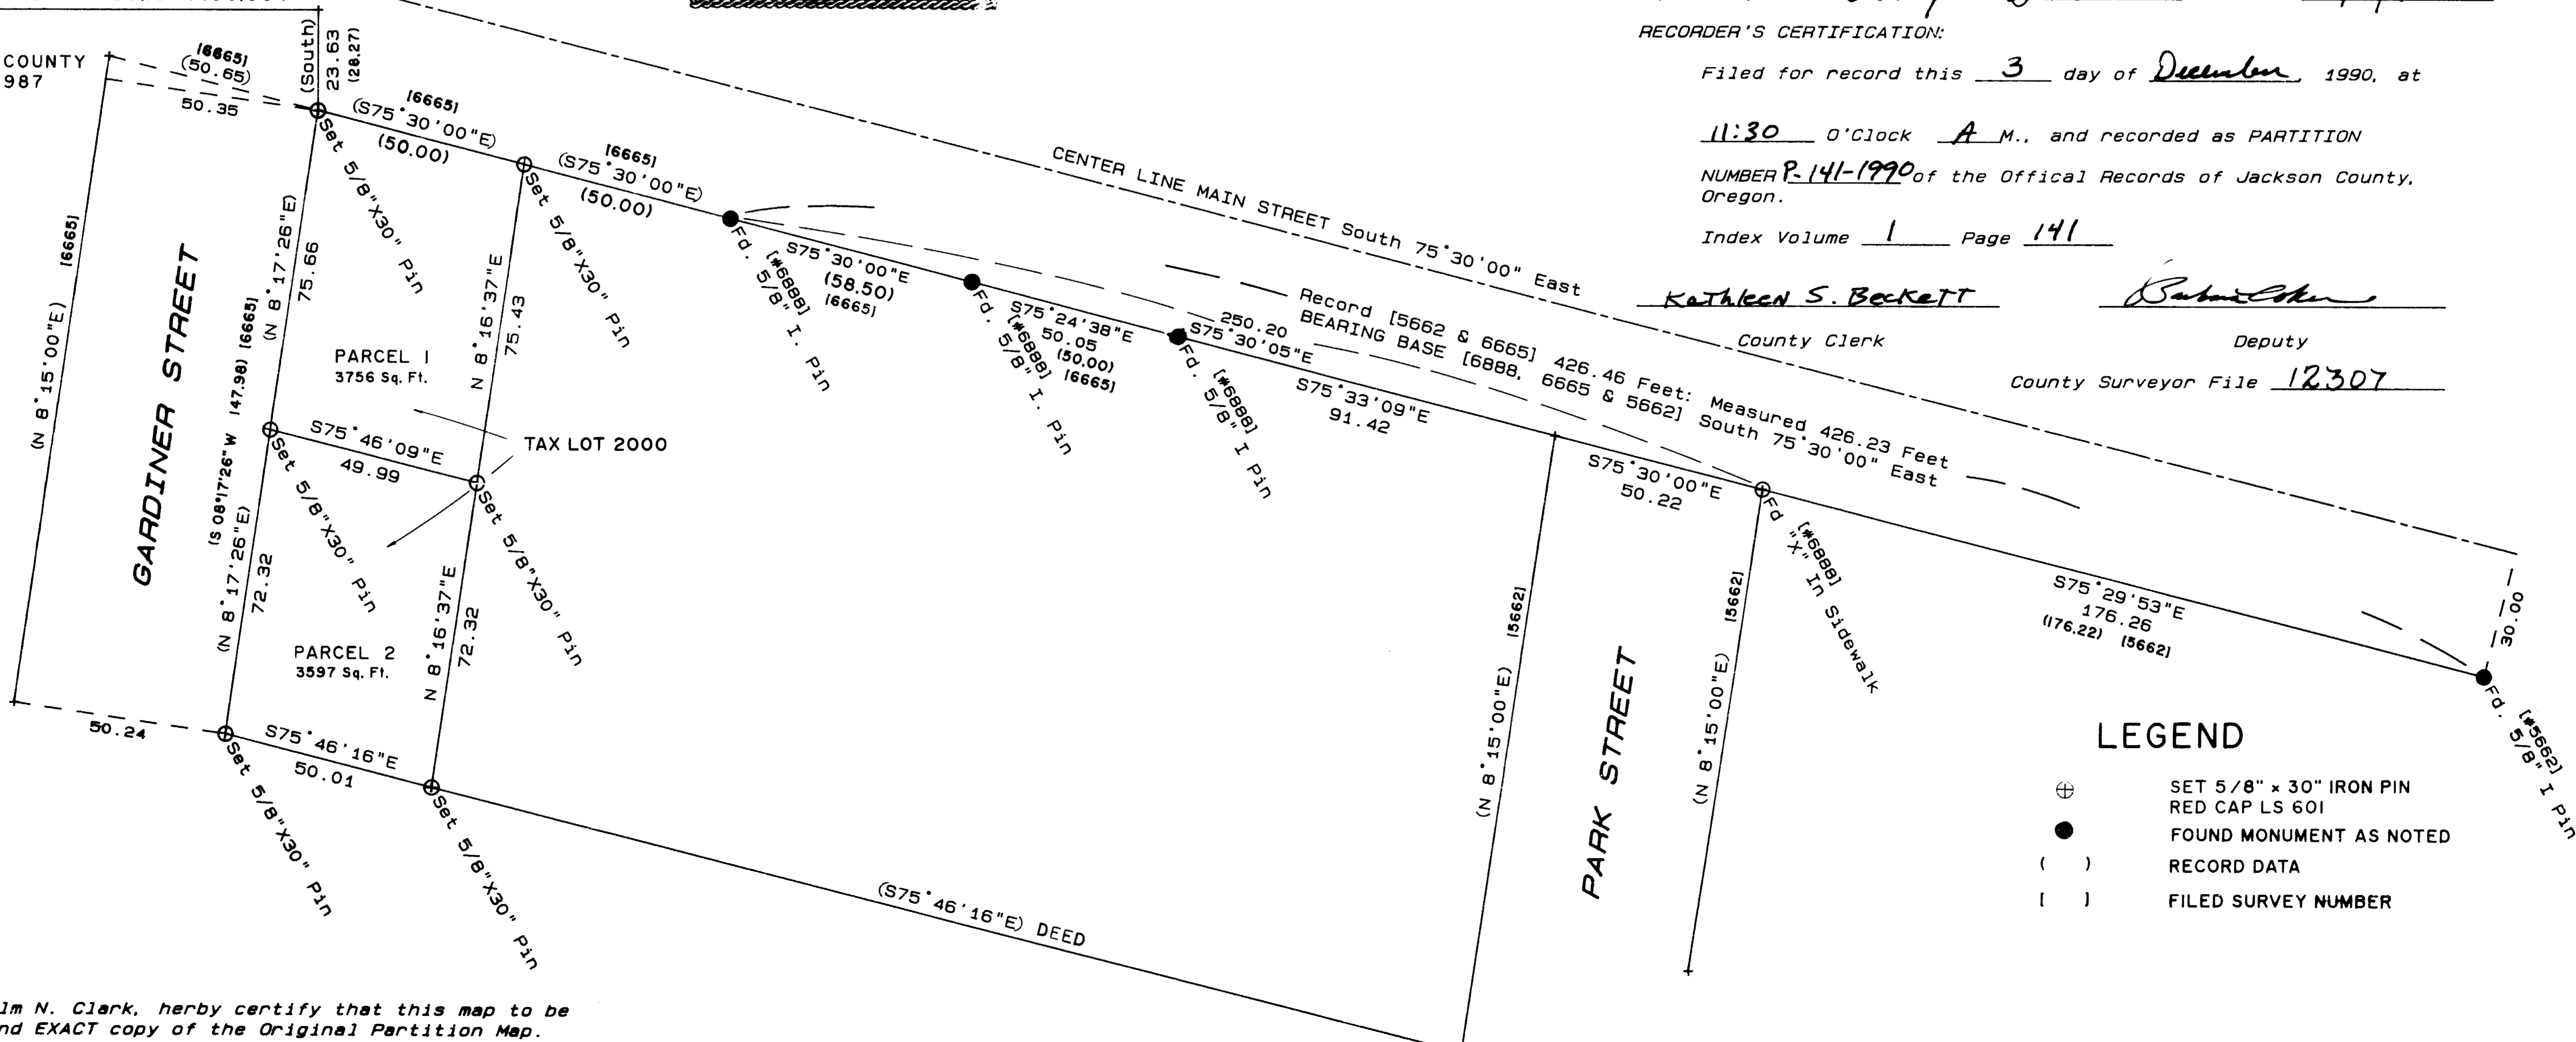 COUNTY
987
(South)
23.63
(28.27)
[6665]
(50.65)
50.35
[6665]
(S75°30'00"E)
(50.00)
[6665]
(S75°30'00"E)
(50.00)
Set 5/8"X30" Pin
Set 5/8"X30" Pin
Fd. 5/8" I. Pin
[#6888]
S75°30'00"E
(58.50)
[6665]
Fd. 5/8" I. Pin
[#6888]
S75°24'38"E
50.05
(50.00)
[6665]
Fd. 5/8" I Pin
[#6888]
250.20
S75°30'05"E
S75°33'09"E
91.42
CENTER LINE MAIN STREET South 75°30'00" East
Record [5662 & 6665] 426.46 Feet: Measured 426.23 Feet
BEARING BASE [6888, 6665 & 5662] South 75°30'00" East
S75°30'00"E
50.22
Fd "X" In Sidewalk
[#6888]
S75°29'53"E
176.26
(176.22) [5662]
30.00
Fd. 5/8" I Pin
[#5662]
[6665]
(N 8°15'00"E)
GARDINER STREET
(N 8°17'26"E)
75.66
(S 08°17'26" W 147.98) [6665]
N 8°16'37"E
75.43
PARCEL 1
3756 Sq. Ft.
TAX LOT 2000
S75°46'09"E
49.99
Set 5/8"X30" Pin
Set 5/8"X30" Pin
(N 8°17'26"E)
72.32
N 8°16'37"E
72.32
PARCEL 2
3597 Sq. Ft.
50.24
S75°46'16"E
50.01
Set 5/8"X30" Pin
Set 5/8"X30" Pin
(S75°46'16"E) DEED
[5662]
(N 8°15'00"E)
PARK STREET
[5662]
(N 8°15'00"E)
RECORDER'S CERTIFICATION:
Filed for record this 3 day of December, 1990, at
11:30 O'Clock A M., and recorded as PARTITION
NUMBER P-141-1990 of the Offical Records of Jackson County,
Oregon.
Index Volume 1 Page 141
Kathleen S. Beckett
County Clerk Deputy
County Surveyor File 12307
LEGEND
SET 5/8" x 30" IRON PIN
RED CAP LS 601
FOUND MONUMENT AS NOTED
( ) RECORD DATA
[ ] FILED SURVEY NUMBER
lm N. Clark, herby certify that this map to be
nd EXACT copy of the Original Partition Map.